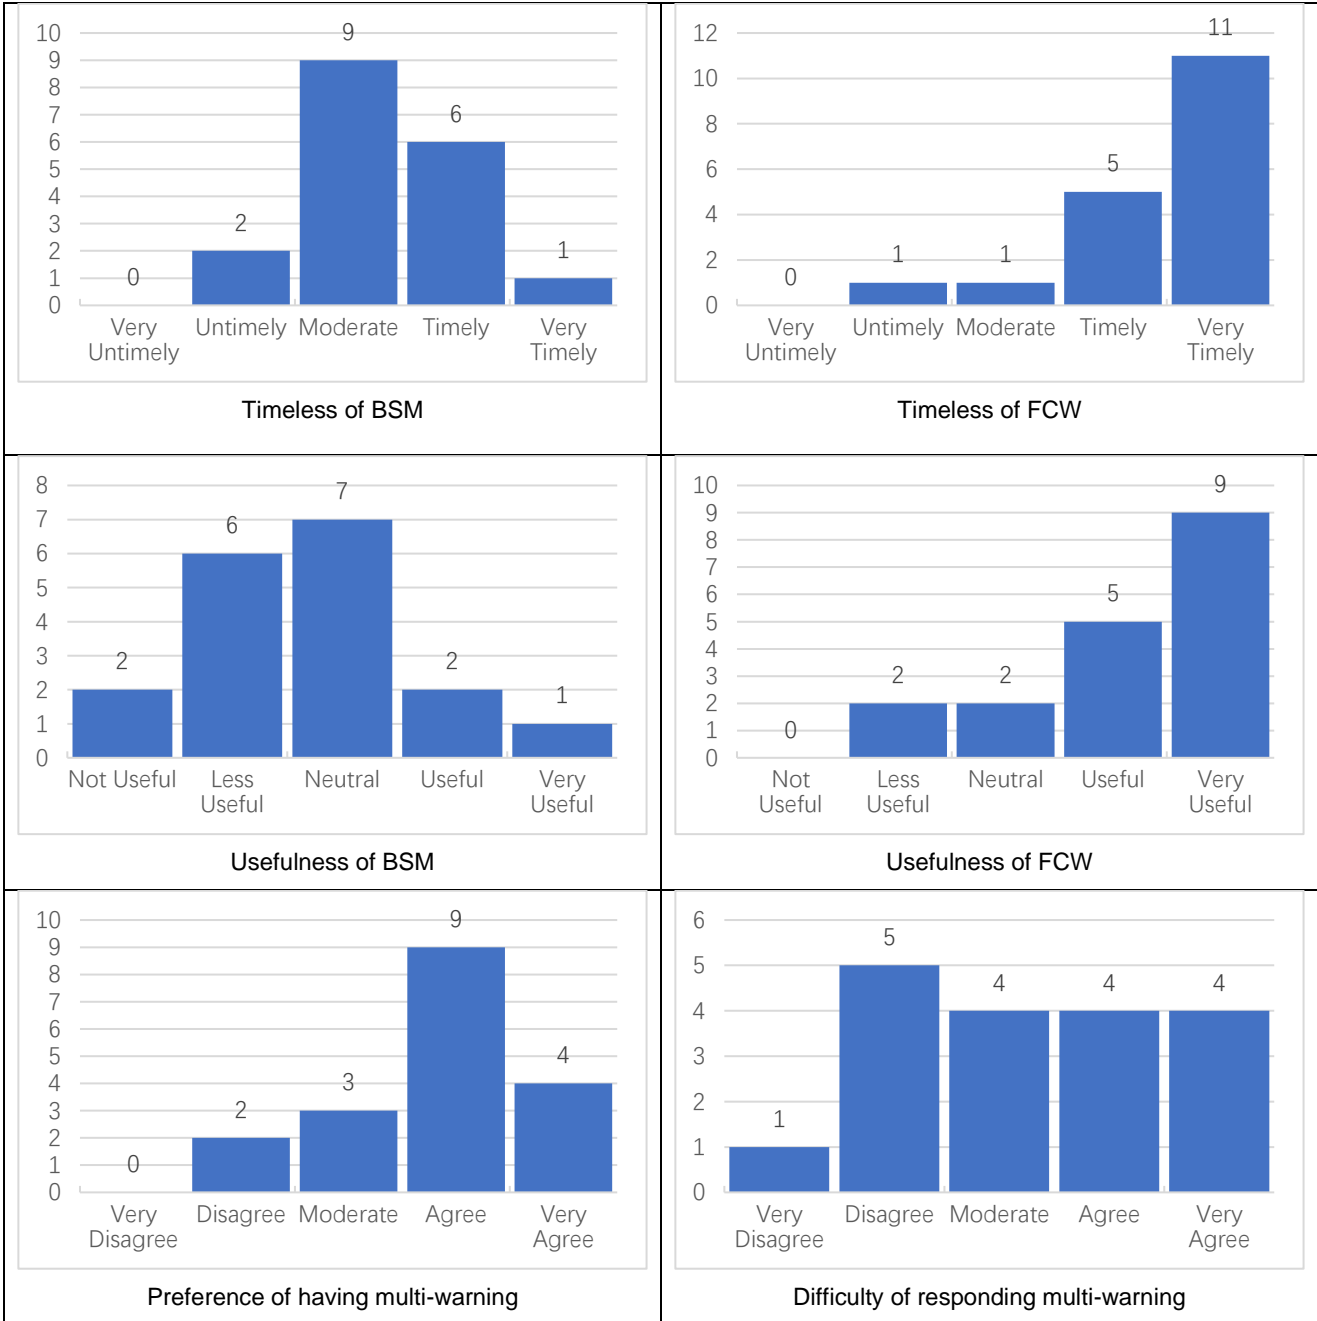 10
9
8
7
6
5
4
3
2
1
0
0
2
9
6
1
Very Untimely
Untimely
Moderate
Timely
Very Timely
Timeless of BSM
12
10
8
6
4
2
0
0
1
1
5
11
Very Untimely
Untimely
Moderate
Timely
Very Timely
Timeless of FCW
8
7
6
5
4
3
2
1
0
2
6
7
2
1
Not Useful
Less Useful
Neutral
Useful
Very Useful
Usefulness of BSM
10
9
8
7
6
5
4
3
2
1
0
0
2
2
5
9
Not Useful
Less Useful
Neutral
Useful
Very Useful
Usefulness of FCW
10
9
8
7
6
5
4
3
2
1
0
0
2
3
9
4
Very Disagree
Disagree
Moderate
Agree
Very Agree
Preference of having multi-warning
6
5
4
3
2
1
0
1
5
4
4
4
Very Disagree
Disagree
Moderate
Agree
Very Agree
Difficulty of responding multi-warning